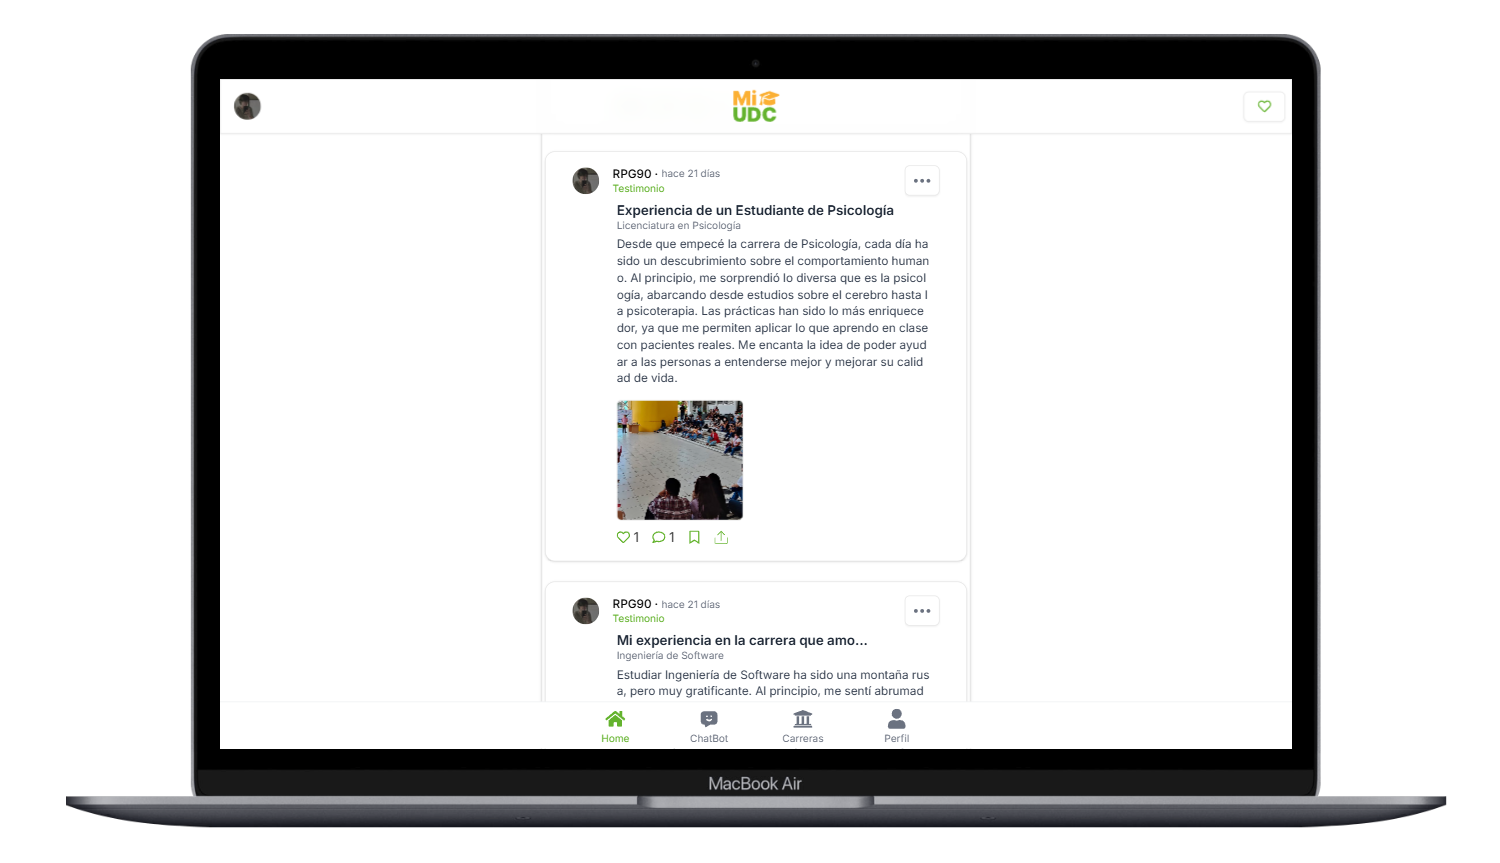 Mi
UDC
RPG90 · hace 21 días
Testimonio
Experiencia de un Estudiante de Psicología
Licenciatura en Psicología
Desde que empecé la carrera de Psicología, cada día ha
sido un descubrimiento sobre el comportamiento human
o. Al principio, me sorprendió lo diversa que es la psicol
ogía, abarcando desde estudios sobre el cerebro hasta l
a psicoterapia. Las prácticas han sido lo más enriquece
dor, ya que me permiten aplicar lo que aprendo en clase
con pacientes reales. Me encanta la idea de poder ayud
ar a las personas a entenderse mejor y mejorar su calid
ad de vida.
1 1
RPG90 · hace 21 días
Testimonio
Mi experiencia en la carrera que amo...
Ingeniería de Software
Estudiar Ingeniería de Software ha sido una montaña rus
a, pero muy gratificante. Al principio, me sentí abrumad
Home ChatBot Carreras Perfil
MacBook Air